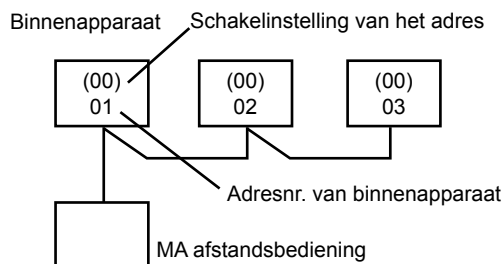 Binnenapparaat Schakelinstelling van het adres
(00) (00) (00)
01 02 03
Adresnr. van binnenapparaat
MA afstandsbediening